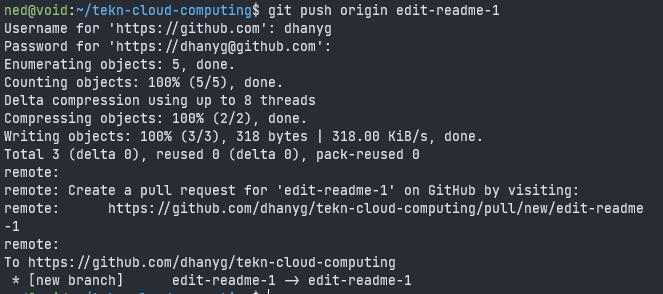 ned@void:~/tekn-cloud-computing$ git push origin edit-readme-1
Username for 'https://github.com': dhanyg
Password for 'https://dhanyg@github.com':
Enumerating objects: 5, done.
Counting objects: 100% (5/5), done.
Delta compression using up to 8 threads
Compressing objects: 100% (2/2), done.
Writing objects: 100% (3/3), 318 bytes | 318.00 KiB/s, done.
Total 3 (delta 0), reused 0 (delta 0), pack-reused 0
remote:
remote: Create a pull request for 'edit-readme-1' on GitHub by visiting:
remote:      https://github.com/dhanyg/tekn-cloud-computing/pull/new/edit-readme
-1
remote:
To https://github.com/dhanyg/tekn-cloud-computing
 * [new branch]      edit-readme-1 -> edit-readme-1